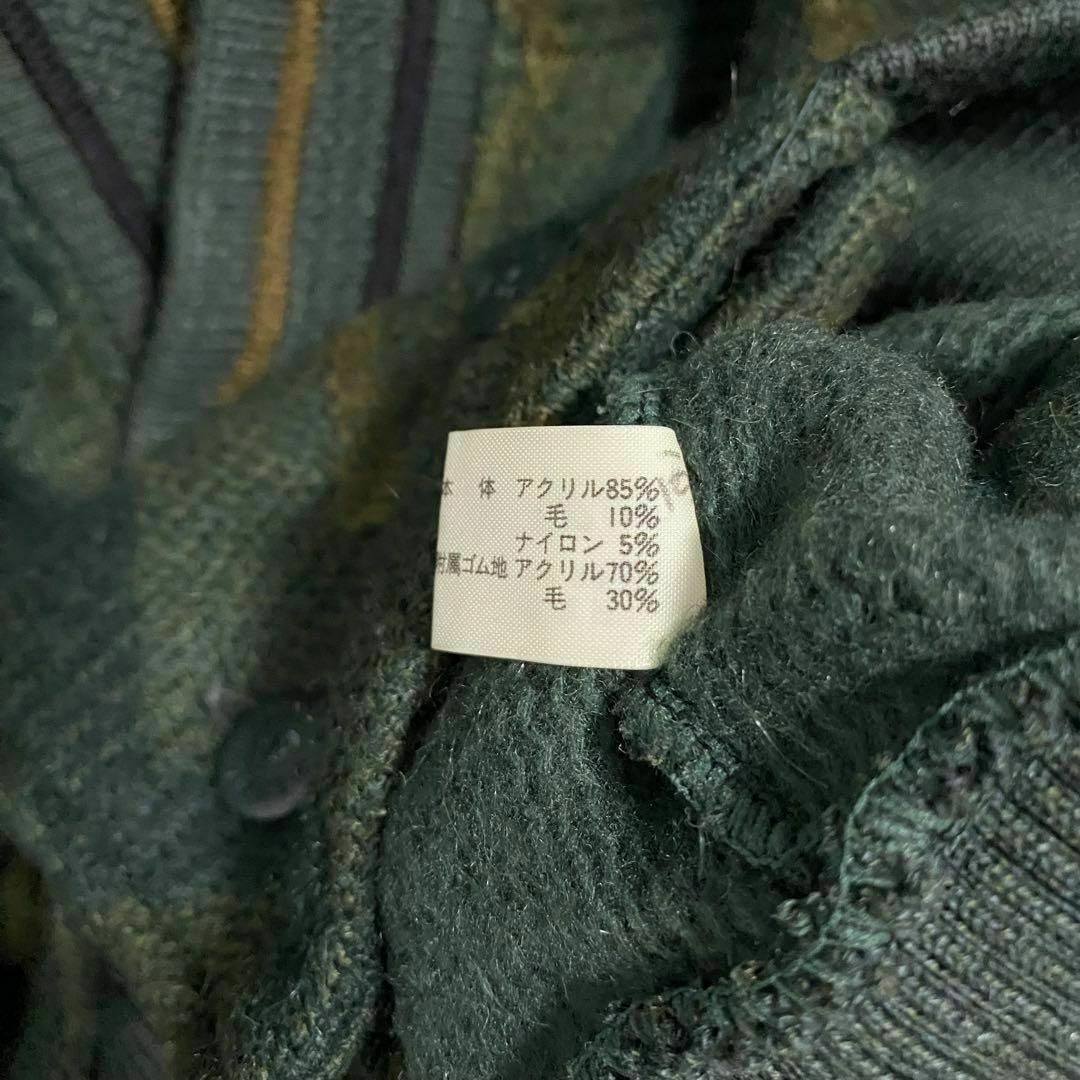 本 体 アクリル85%
毛 10%
ナイロン 5%
付属ゴム地 アクリル70%
毛 30%